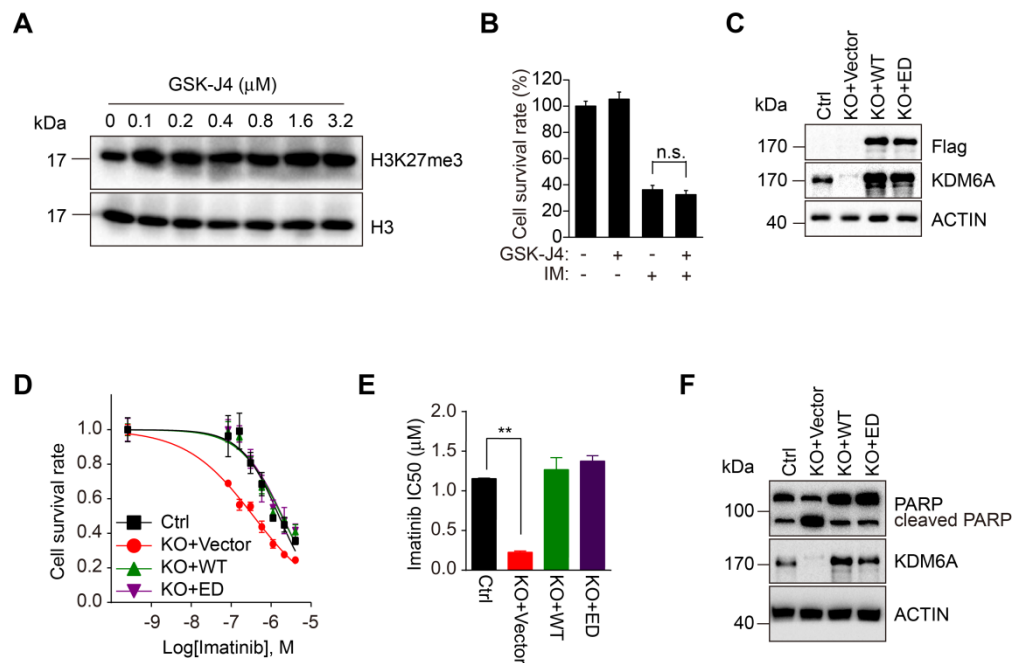 A
GSK-J4 (μM)
kDa
0 0.1 0.2 0.4 0.8 1.6 3.2
17
H3K27me3
17
H3
B
Cell survival rate (%)
120
100
80
60
40
20
0
n.s.
GSK-J4: - + - +
IM: - - + +
C
Ctrl
KO+Vector
KO+WT
KO+ED
kDa
170
Flag
170
KDM6A
40
ACTIN
D
Cell survival rate
1.0
0.8
0.6
0.4
0.2
0.0
Ctrl
KO+Vector
KO+WT
KO+ED
-9 -8 -7 -6 -5
Log[Imatinib], M
E
Imatinib IC50 (μM)
2.0
1.5
1.0
0.5
0.0
**
Ctrl
KO+Vector
KO+WT
KO+ED
F
Ctrl
KO+Vector
KO+WT
KO+ED
kDa
100
PARP
cleaved PARP
170
KDM6A
40
ACTIN